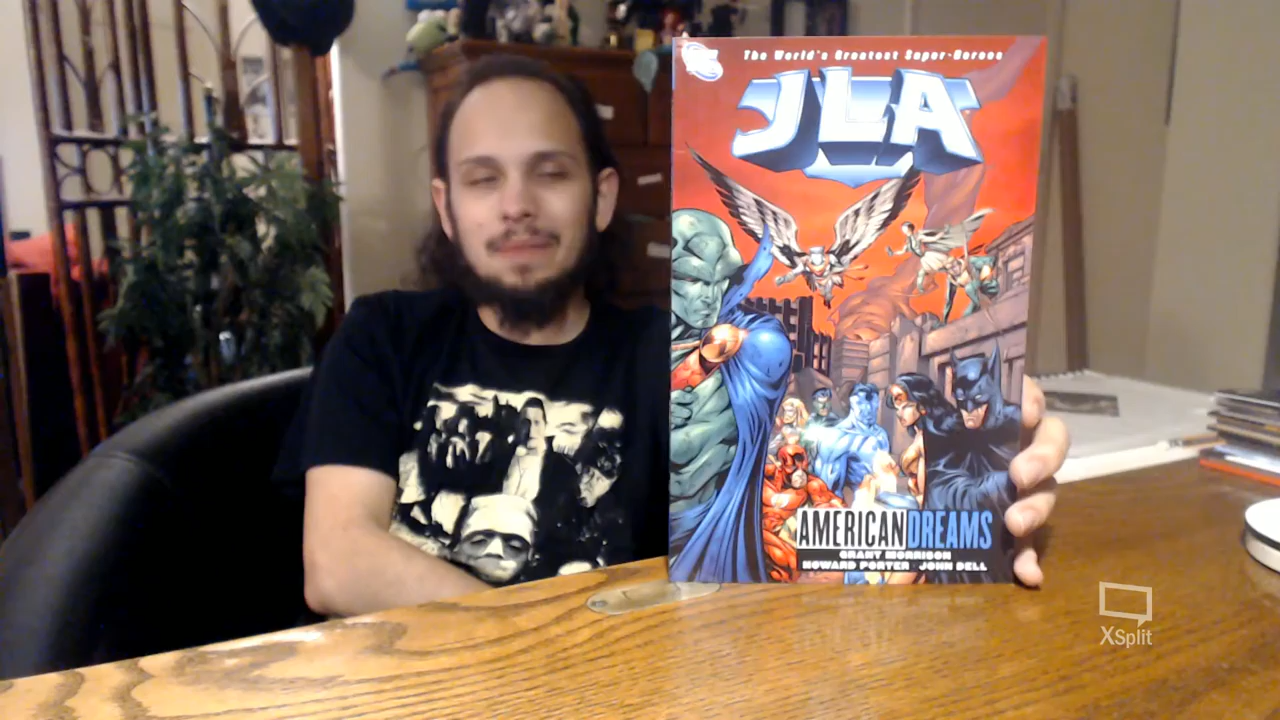 The World's Greatest Super-Heroes
JLA
AMERICAN DREAMS
GRANT MORRISON
HOWARD PORTER · JOHN DELL
XSplit